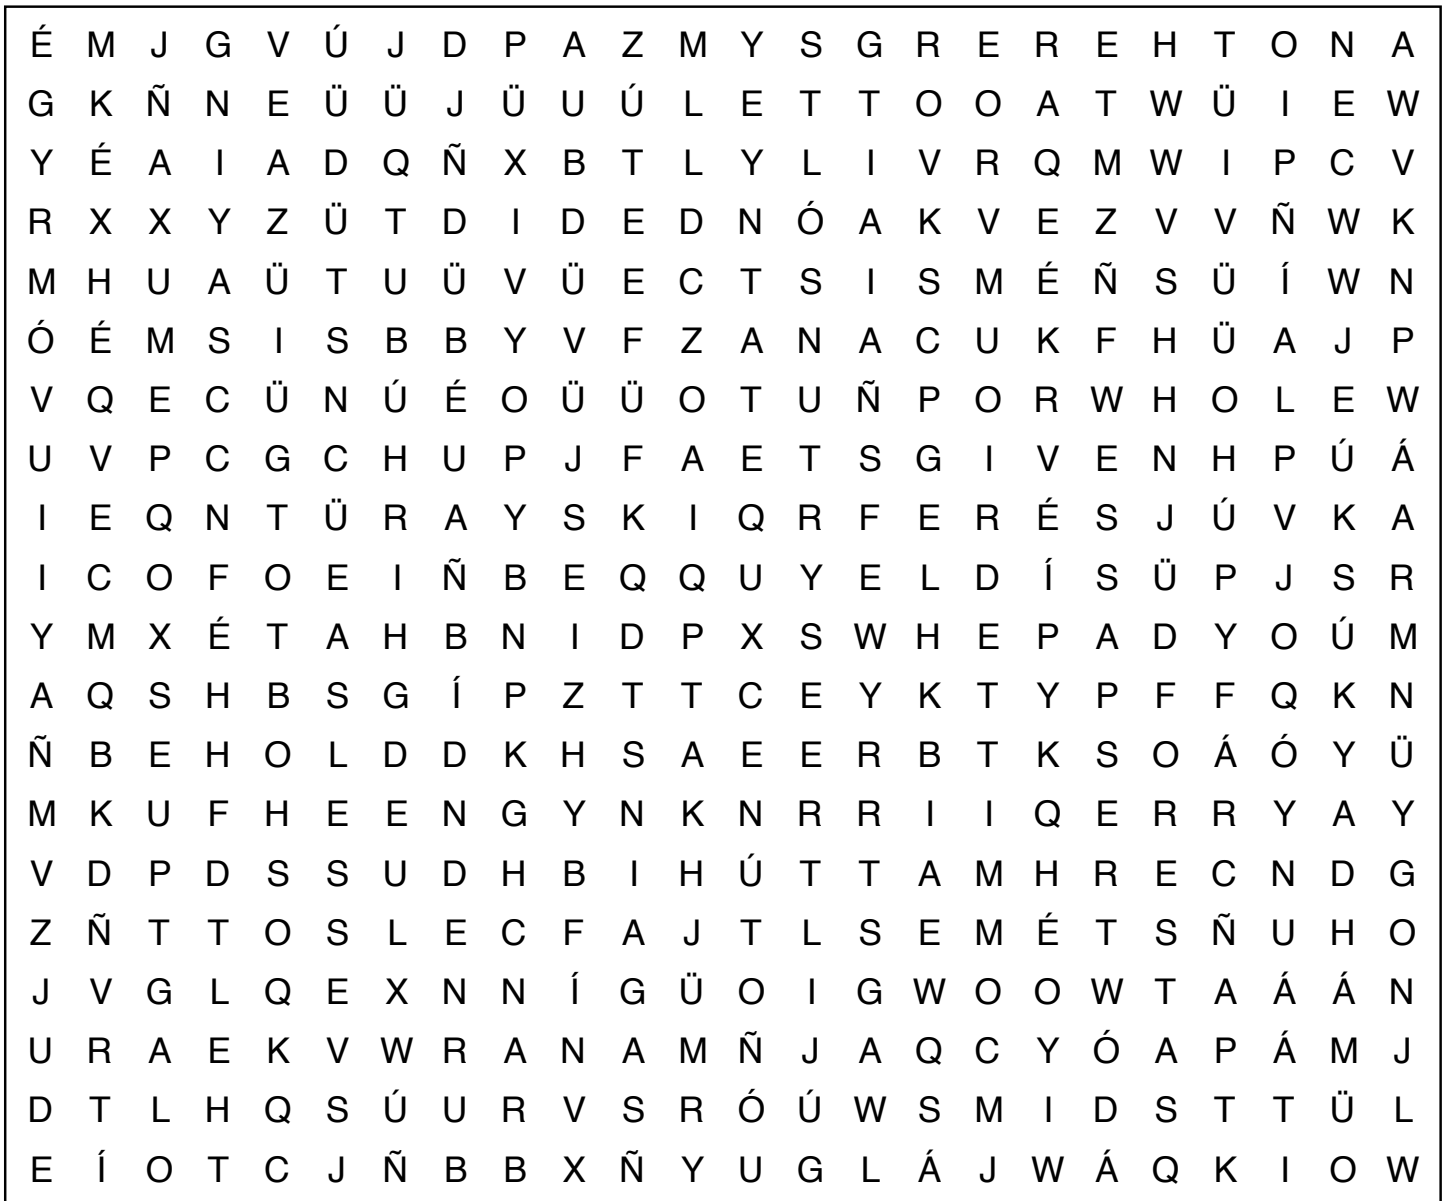 É M J G V Ú J D P A Z M Y S G R E R E H T O N A
G K Ñ N E Ü Ü J Ü U Ú L E T T O O A T W Ü I E W
Y É A I A D Q Ñ X B T L Y L I V R Q M W I P C V
R X X Y Z Ü T D I D E D N Ó A K V E Z V V Ñ W K
M H U A Ü T U Ü V Ü E C T S I S M É Ñ S Ü Í W N
Ó É M S I S B B Y V F Z A N A C U K F H Ü A J P
V Q E C Ü N Ú É O Ü Ü O T U Ñ P O R W H O L E W
U V P C G C H U P J F A E T S G I V E N H P Ú Á
I E Q N T Ü R A Y S K I Q R F E R É S J Ú V K A
I C O F O E I Ñ B E Q Q U Y E L D Í S Ü P J S R
Y M X É T A H B N I D P X S W H E P A D Y O Ú M
A Q S H B S G Í P Z T T C E Y K T Y P F F Q K N
Ñ B E H O L D D K H S A E E R B T K S O Á Ó Y Ü
M K U F H E E N G Y N K N R R I I Q E R R Y A Y
V D P D S S U D H B I H Ú T T A M H R E C N D G
Z Ñ T T O S L E C F A J T L S E M É T S Ñ U H O
J V G L Q E X N N Í G Ü O I G W O O W T A Á Á N
U R A E K V W R A N A M Ñ J A Q C Y Ó A P Á M J
D T L H Q S Ú U R V S R Ó Ú W S M I D S T T Ü L
E Í O T C J Ñ B B X Ñ Y U G L Á J W Á Q K I O W